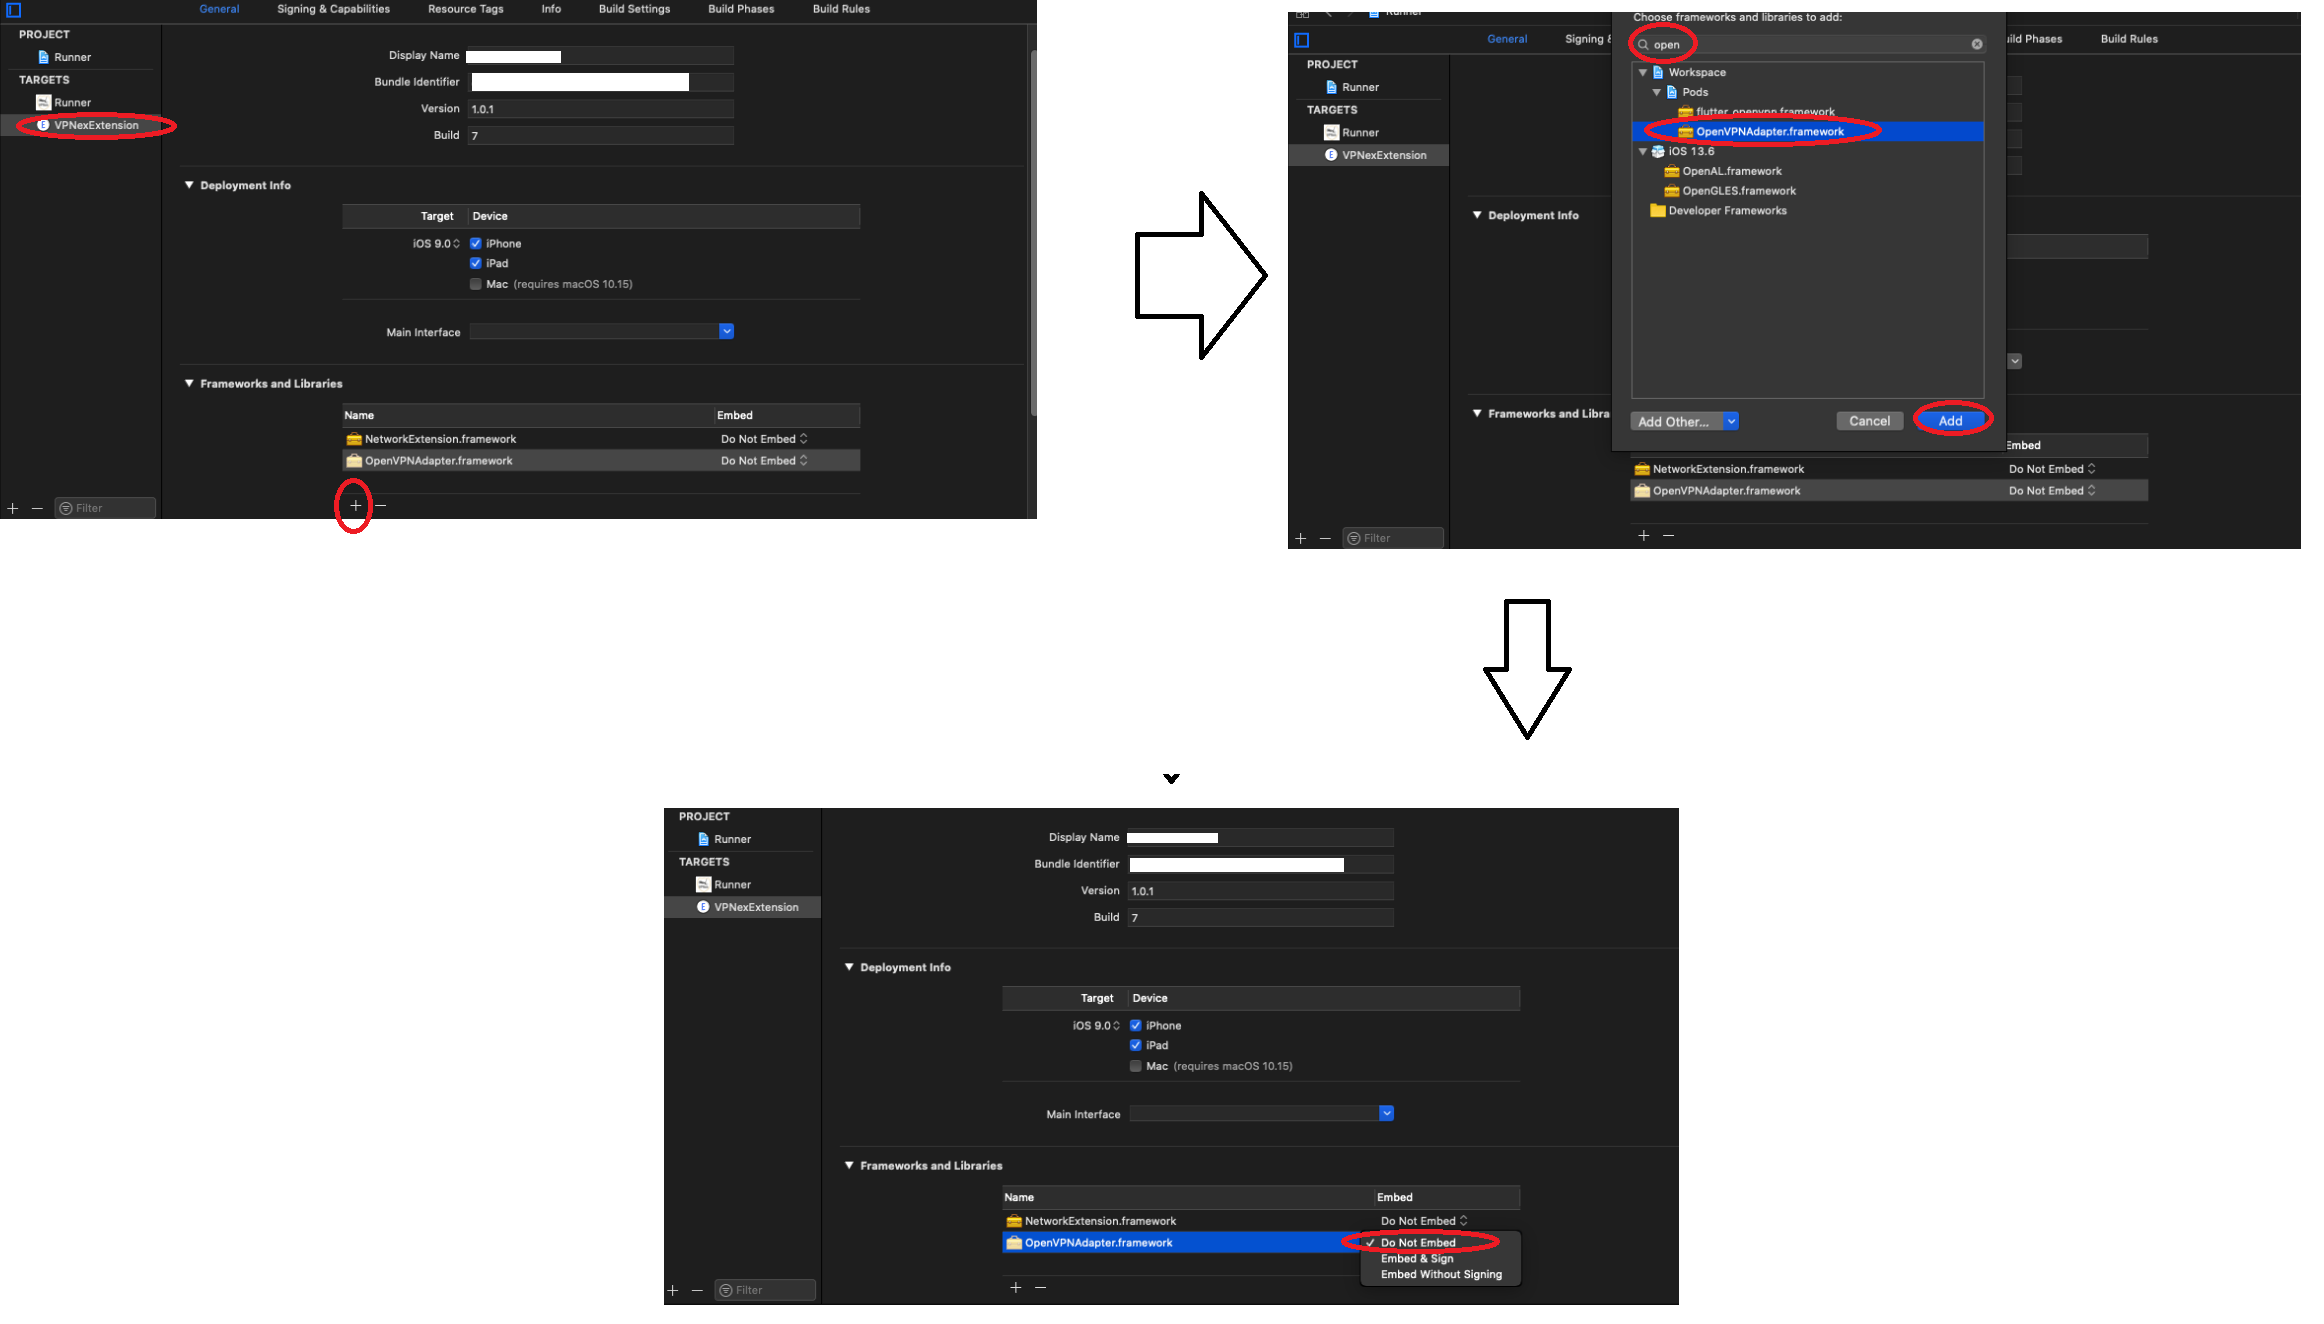 General Signing & Capabilities Resource Tags Info Build Settings Build Phases Build Rules
PROJECT
Runner
TARGETS
Runner
VPNexExtension
Display Name
Bundle Identifier
Version 1.0.1
Build 7
Deployment Info
Target Device
iOS 9.0 iPhone
iPad
Mac (requires macOS 10.15)
Main Interface
Frameworks and Libraries
Name Embed
NetworkExtension.framework Do Not Embed
OpenVPNAdapter.framework Do Not Embed
+ −
+ − Filter
Runner
Choose frameworks and libraries to add:
General Signing & uild Phases Build Rules
open
PROJECT
Runner
TARGETS
Runner
VPNexExtension
Workspace
Pods
flutter_openvpn.framework
OpenVPNAdapter.framework
iOS 13.6
OpenAL.framework
OpenGLES.framework
Developer Frameworks
Deployment Info
Frameworks and Libra
Add Other... Cancel Add
Embed
NetworkExtension.framework Do Not Embed
OpenVPNAdapter.framework Do Not Embed
+ −
+ − Filter
PROJECT
Runner
TARGETS
Runner
VPNexExtension
Display Name
Bundle Identifier
Version 1.0.1
Build 7
Deployment Info
Target Device
iOS 9.0 iPhone
iPad
Mac (requires macOS 10.15)
Main Interface
Frameworks and Libraries
Name Embed
NetworkExtension.framework Do Not Embed
OpenVPNAdapter.framework ✓ Do Not Embed
Embed & Sign
Embed Without Signing
+ −
+ − Filter